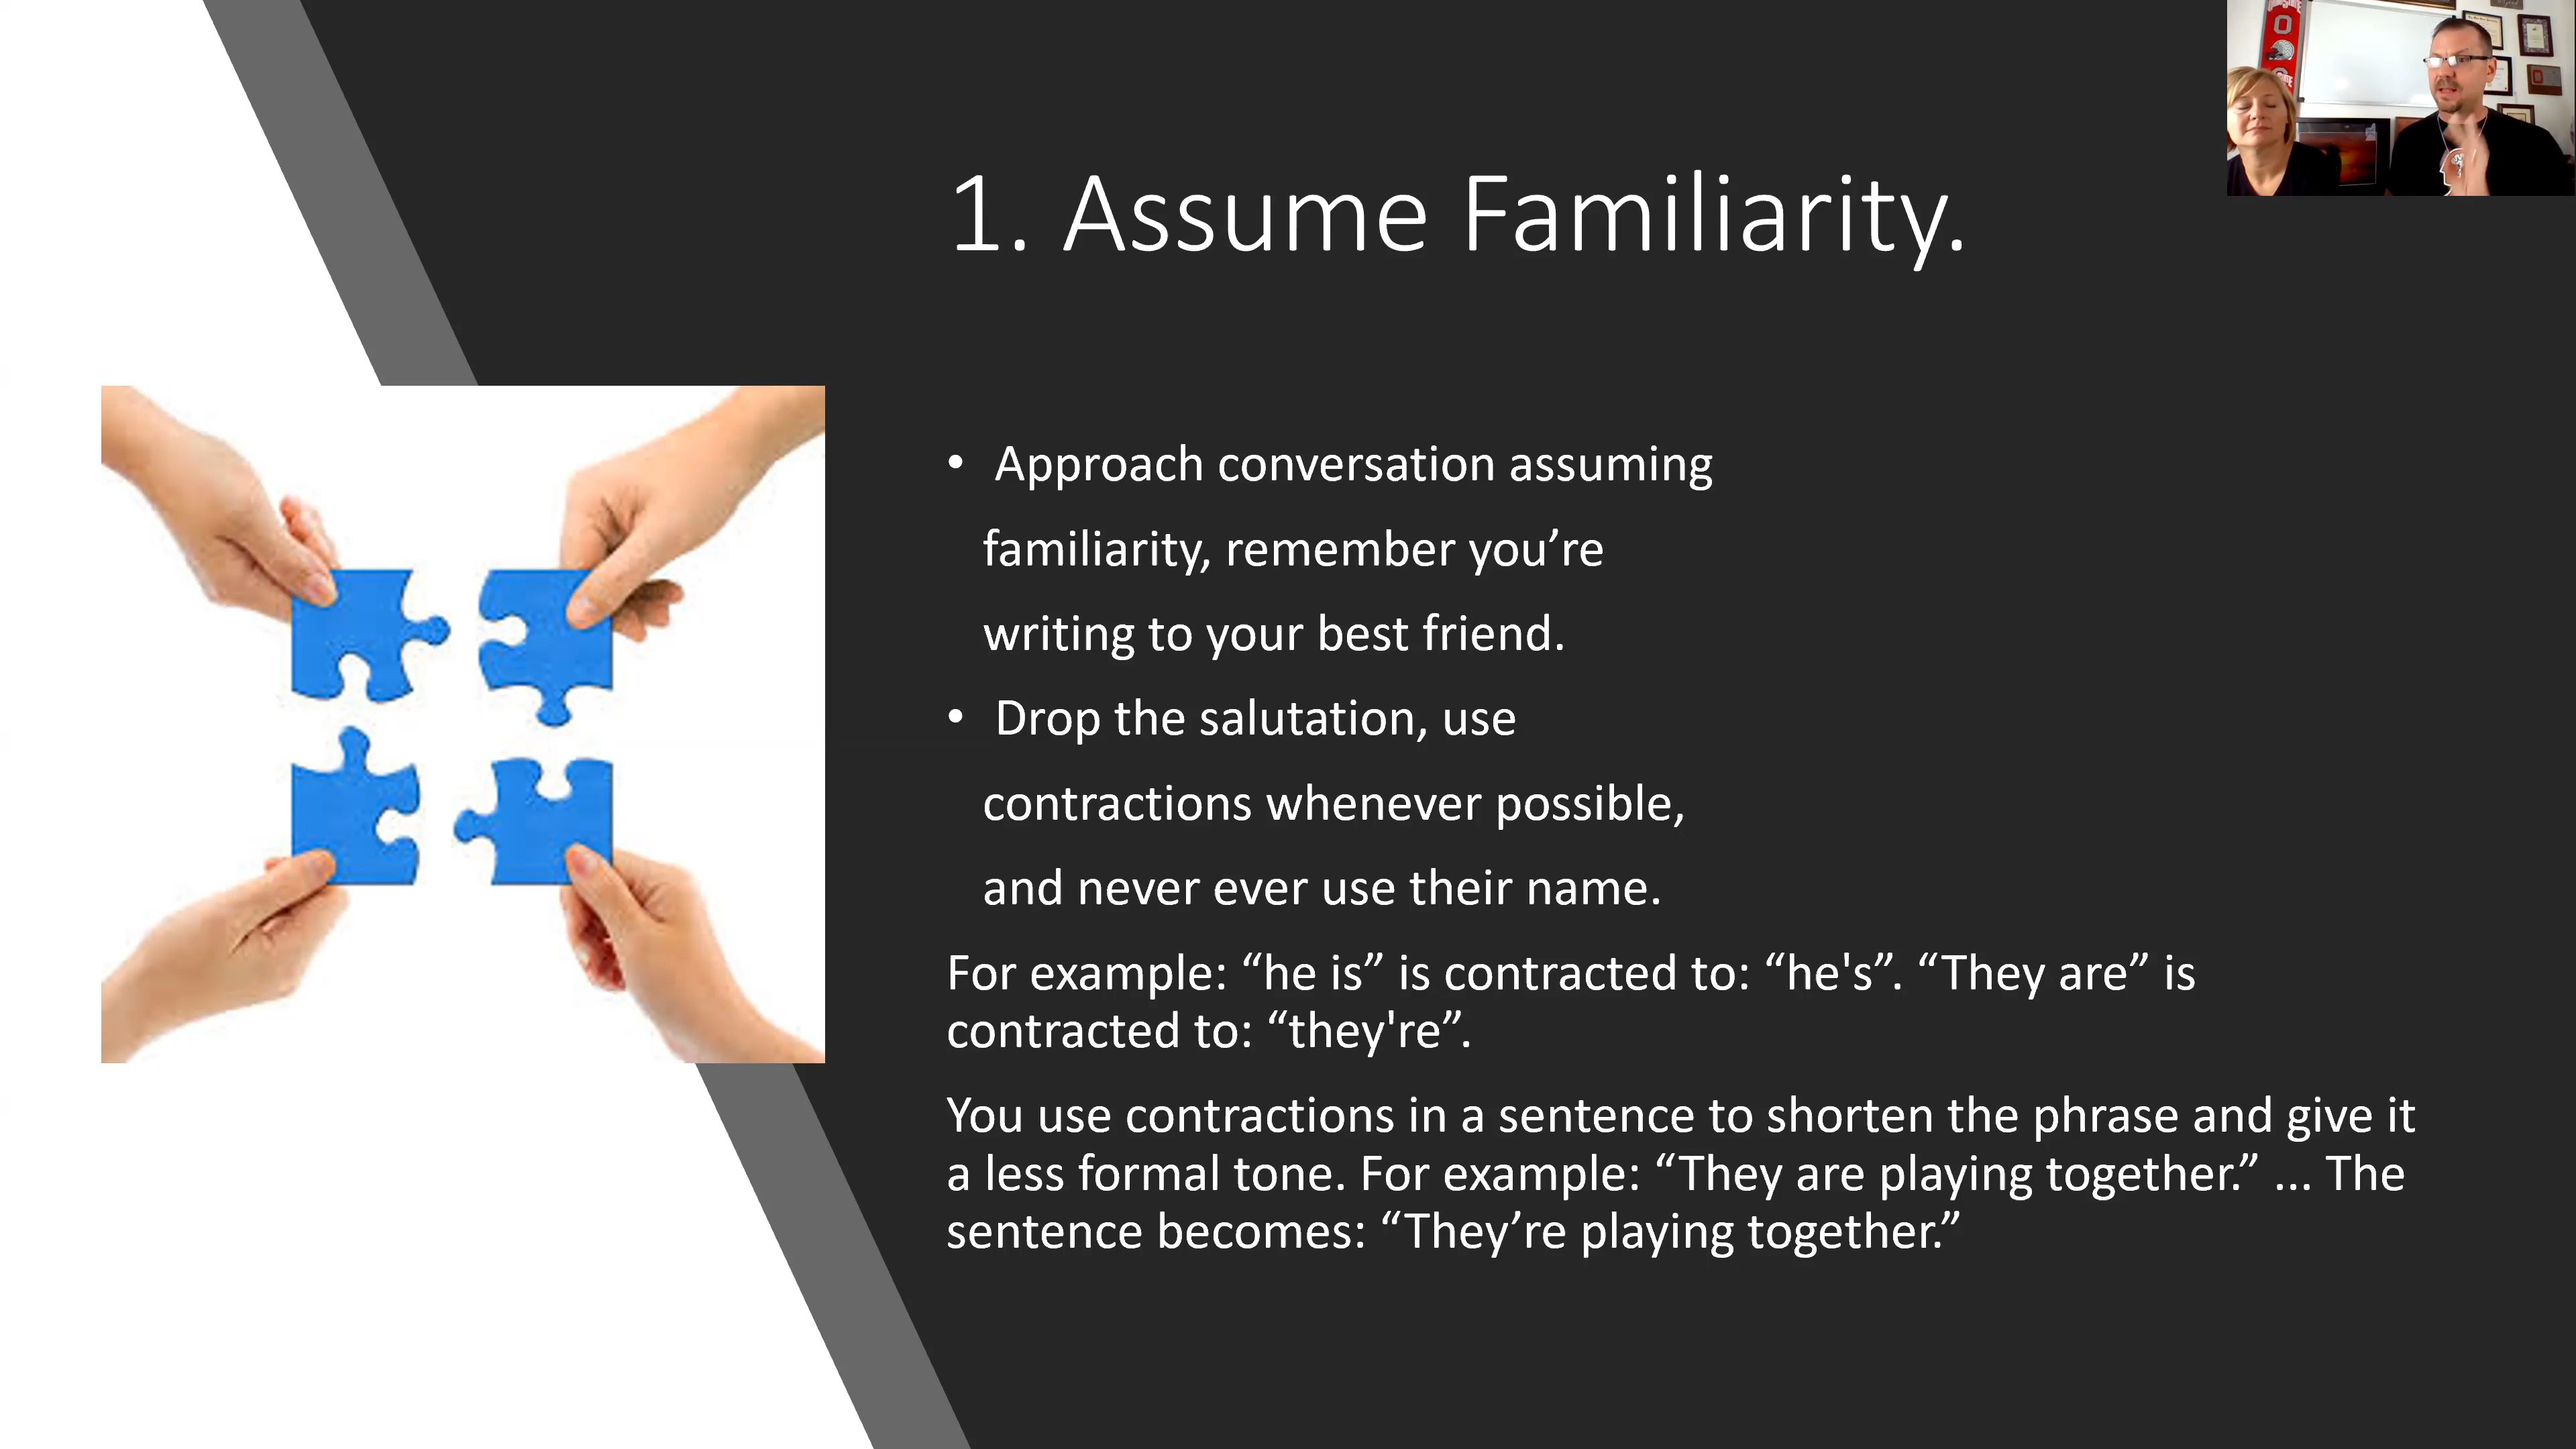 1. Assume Familiarity.
• Approach conversation assuming
familiarity, remember you’re
writing to your best friend.
• Drop the salutation, use
contractions whenever possible,
and never ever use their name.
For example: “he is” is contracted to: “he's”. “They are” is
contracted to: “they're”.
You use contractions in a sentence to shorten the phrase and give it
a less formal tone. For example: “They are playing together.” ... The
sentence becomes: “They’re playing together.”